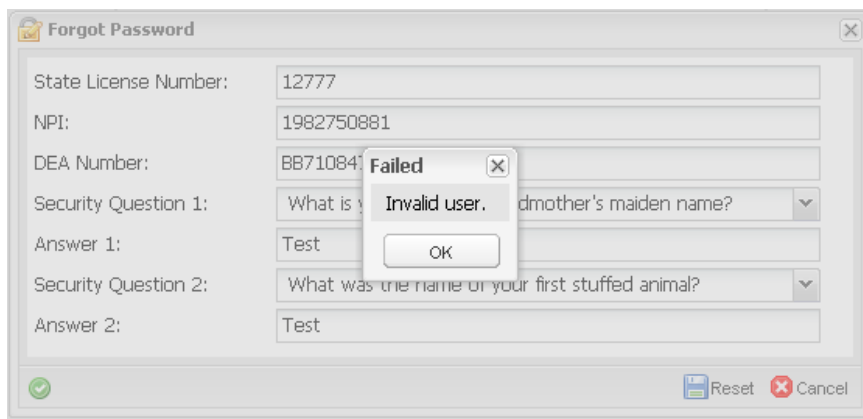 Forgot Password
State License Number: 12777
NPI: 1982750881
DEA Number:
Failed
Invalid user.
OK
Security Question 1: What is dmother's maiden name?
Answer 1: Test
Security Question 2: What was the name of your first stuffed animal?
Answer 2: Test
Reset Cancel